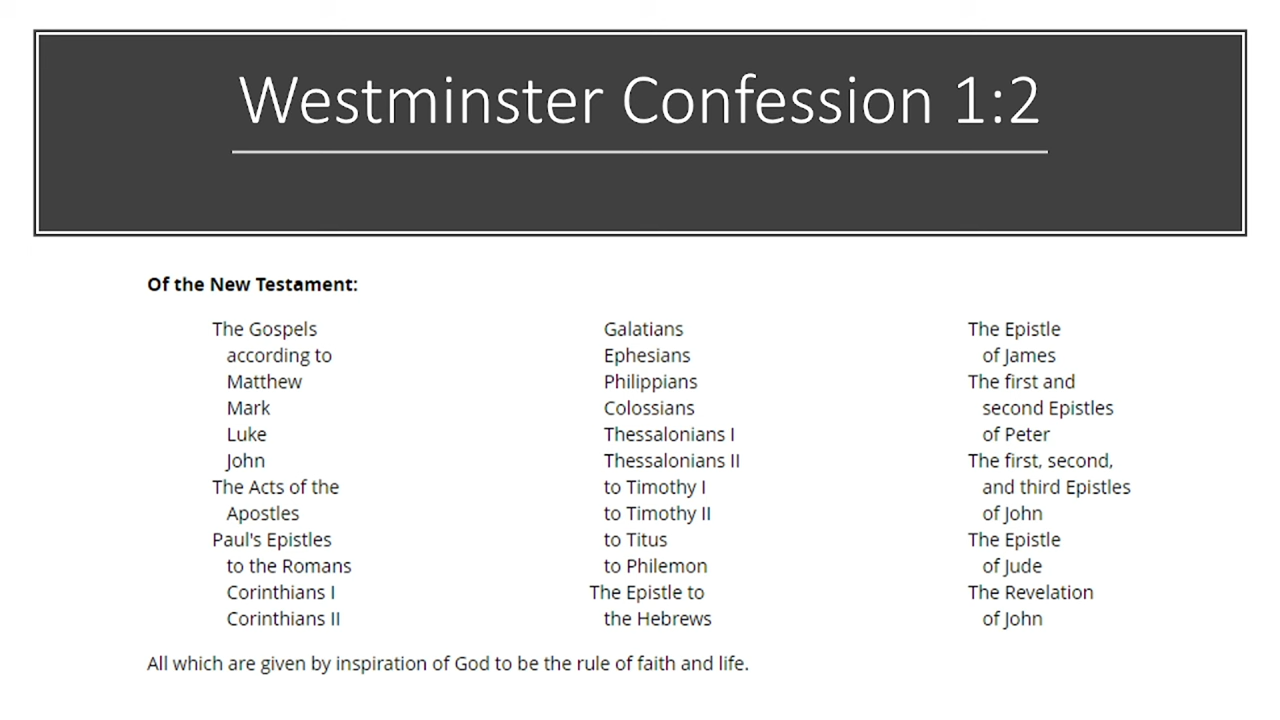 Westminster Confession 1:2
Of the New Testament:
The Gospels
according to
Matthew
Mark
Luke
John
The Acts of the
Apostles
Paul's Epistles
to the Romans
Corinthians I
Corinthians II
Galatians
Ephesians
Philippians
Colossians
Thessalonians I
Thessalonians II
to Timothy I
to Timothy II
to Titus
to Philemon
The Epistle to
the Hebrews
The Epistle
of James
The first and
second Epistles
of Peter
The first, second,
and third Epistles
of John
The Epistle
of Jude
The Revelation
of John
All which are given by inspiration of God to be the rule of faith and life.